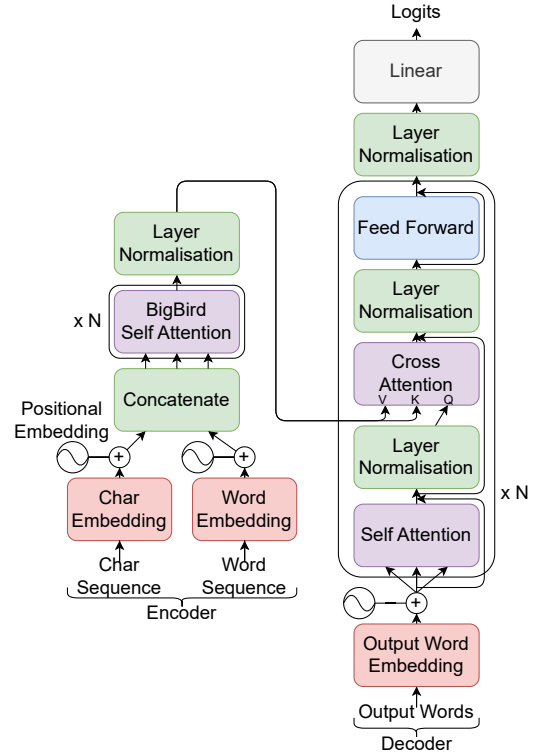 Logits
Linear
Layer
Normalisation
Feed Forward
Layer
Normalisation
Cross
Attention
V K Q
Layer
Normalisation
x N
Self Attention
Output Word
Embedding
Output Words
Decoder
Layer
Normalisation
x N
BigBird
Self Attention
Concatenate
Positional
Embedding
Char
Embedding
Word
Embedding
Char
Sequence
Word
Sequence
Encoder